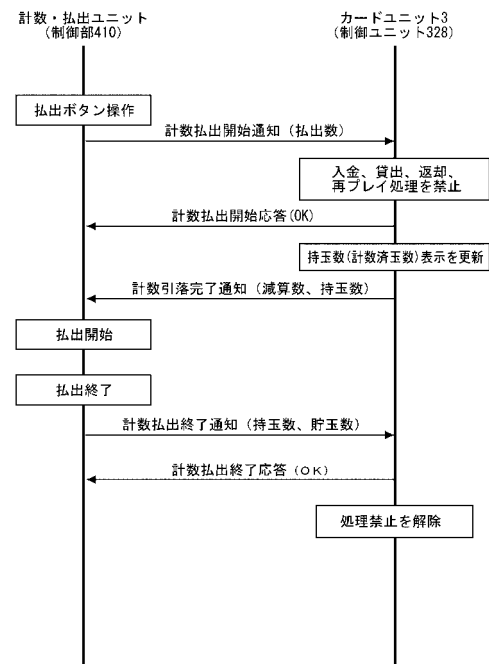 計数・払出ユニット
(制御部410)
カードユニット3
(制御ユニット328)
払出ボタン操作
計数払出開始通知（払出数）
入金、貸出、返却、
再プレイ処理を禁止
計数払出開始応答(OK)
持玉数(計数済玉数)表示を更新
計数引落完了通知（減算数、持玉数）
払出開始
払出終了
計数払出終了通知（持玉数、貯玉数）
計数払出終了応答（ＯＫ）
処理禁止を解除